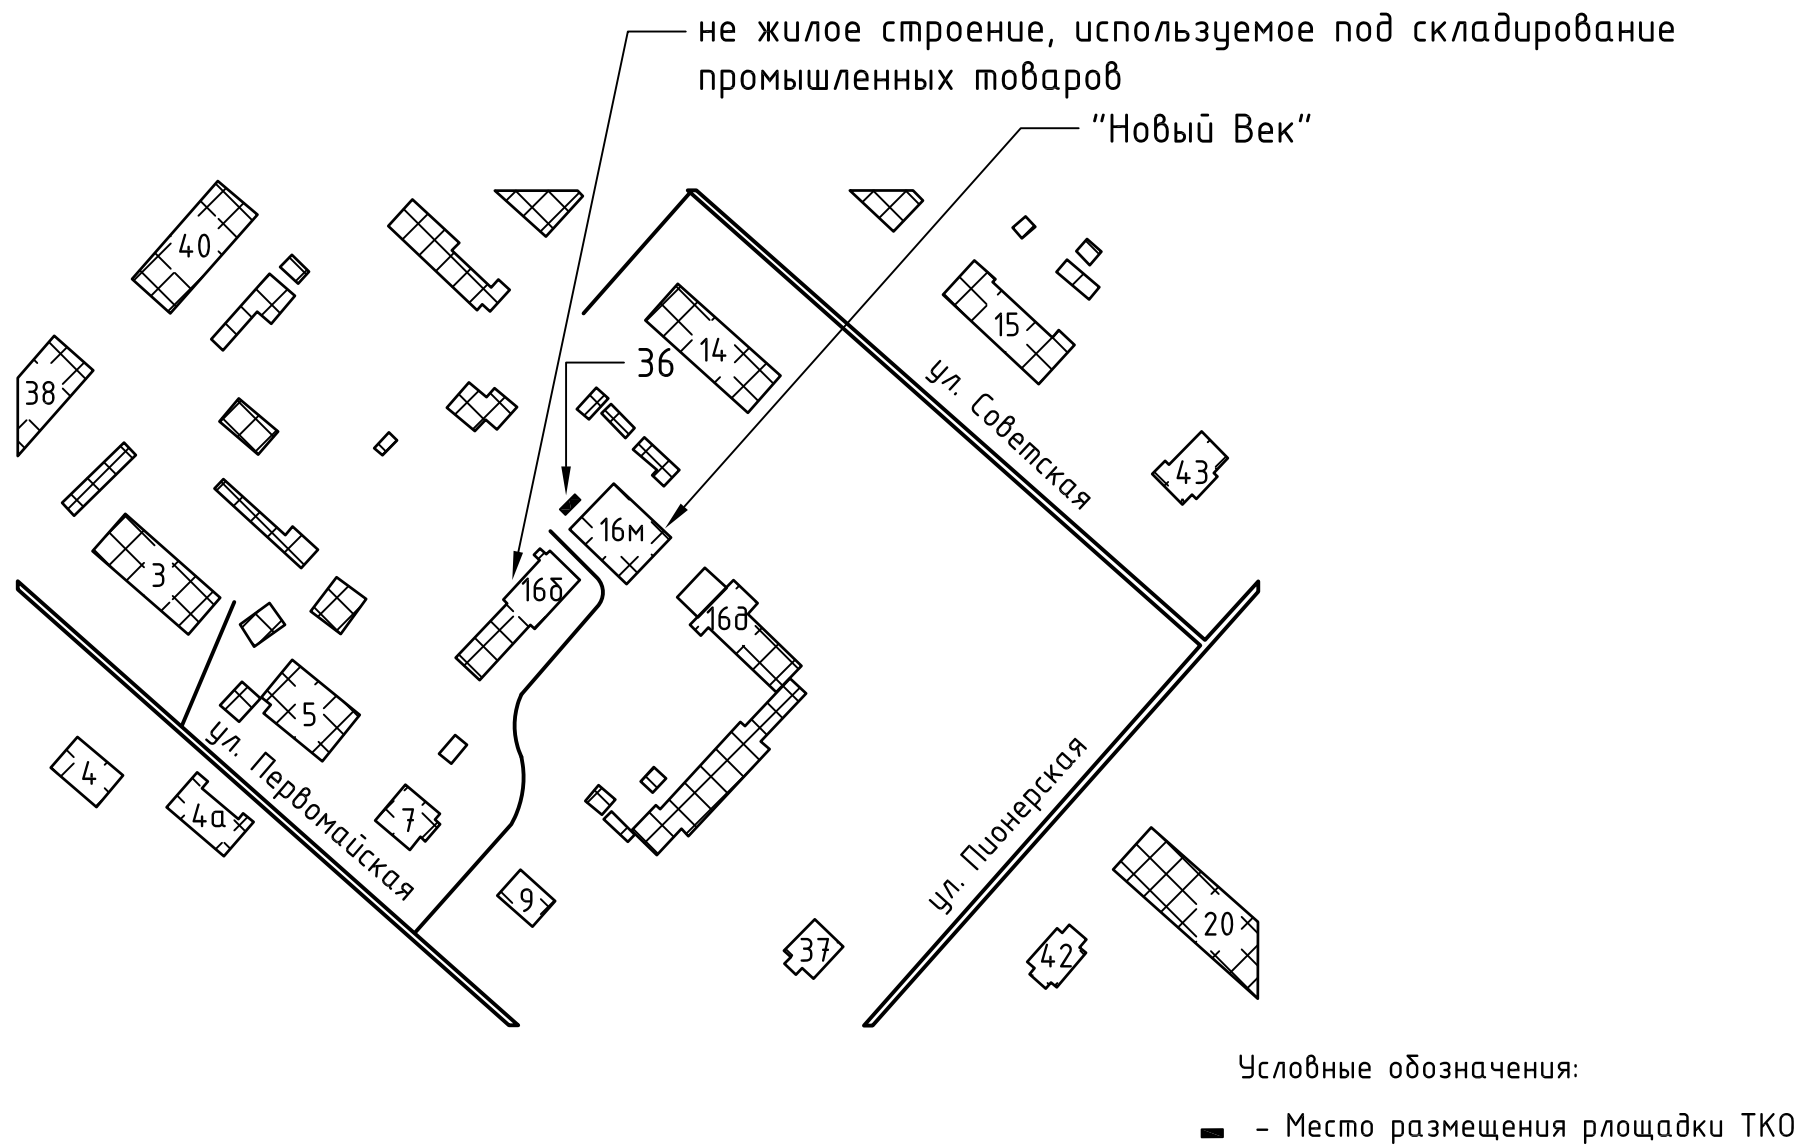 не жилое строение, используемое под складирование
промышленных товаров
"Новый Век"
40
14
15
36
38
ул. Советская
43
16м
3
16б
16д
5
ул. Первомайская
4
4а
7
ул. Пионерская
9
20
37
42
Условные обозначения:
- Место размещения рлощадки ТКО